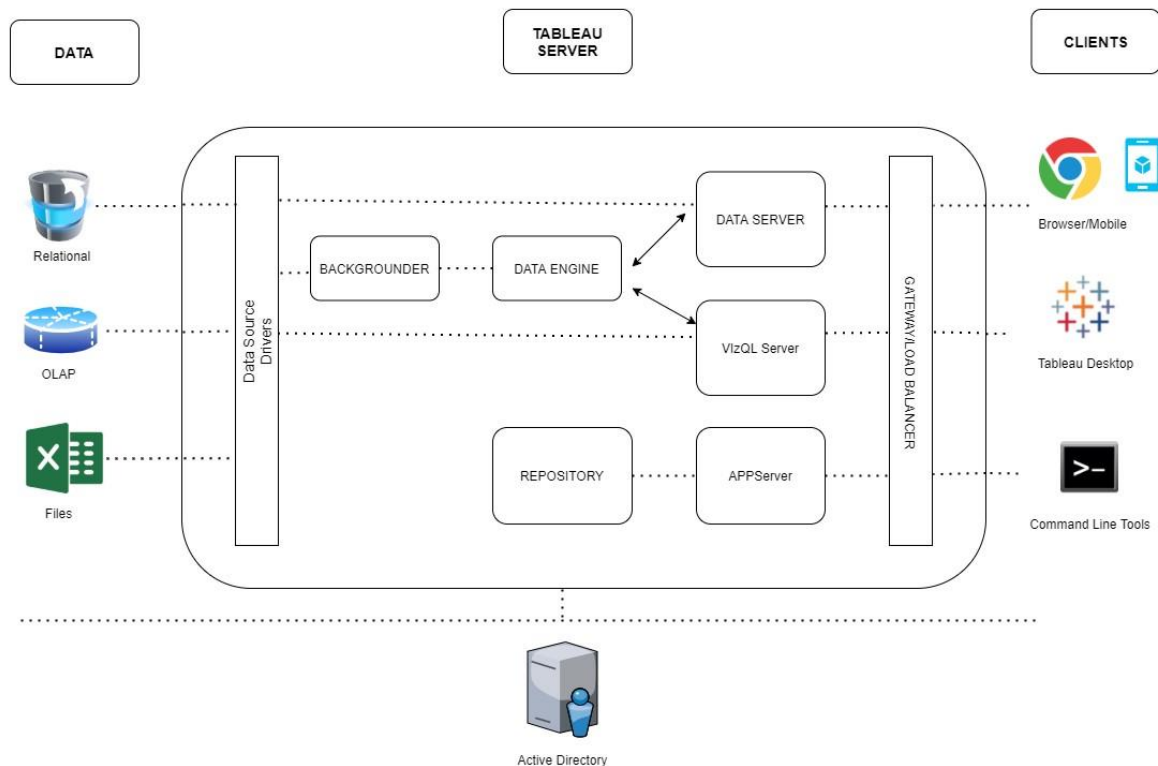 DATA
TABLEAU
SERVER
CLIENTS
Relational
OLAP
Files
Data Source
Drivers
BACKGROUNDER
DATA ENGINE
DATA SERVER
VIzQL Server
REPOSITORY
APPServer
GATEWAY/LOAD BALANCER
Browser/Mobile
Tableau Desktop
>–
Command Line Tools
Active Directory